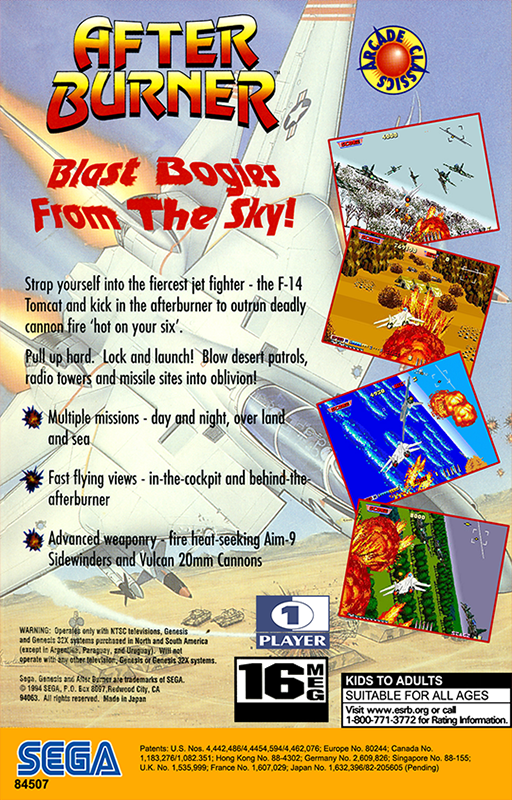 AFTER
BURNER™
ARCADE CLASSICS
Blast Bogies
From The Sky!
Strap yourself into the fiercest jet fighter - the F-14
Tomcat and kick in the afterburner to outrun deadly
cannon fire 'hot on your six'.
Pull up hard. Lock and launch! Blow desert patrols,
radio towers and missile sites into oblivion!
Multiple missions - day and night, over land
and sea
Fast flying views - in-the-cockpit and behind-the-
afterburner
Advanced weaponry - fire heat-seeking Aim-9
Sidewinders and Vulcan 20mm Cannons
WARNING: Operates only with NTSC televisions, Genesis
and Genesis 32X systems purchased in North and South America
(except in Argentina, Paraguay, and Uruguay). Will not
operate with any other television, Genesis or Genesis 32X systems.
Sega, Genesis and After Burner are trademarks of SEGA.
© 1994 SEGA, P.O. Box 8097, Redwood City, CA
94063. All rights reserved. Made in Japan
1
PLAYER
16 MEG
KIDS TO ADULTS
SUITABLE FOR ALL AGES
Visit www.esrb.org or call
1-800-771-3772 for Rating Information.
SEGA
84507
Patents: U.S. Nos. 4,442,486/4,4454,594/4,462,076; Europe No. 80244; Canada No.
1,183,276/1,082,351; Hong Kong No. 88-4302; Germany No. 2,609,826; Singapore No. 88-155;
U.K. No. 1,535,999; France No. 1,607,029; Japan No. 1,632,396/82-205605 (Pending)